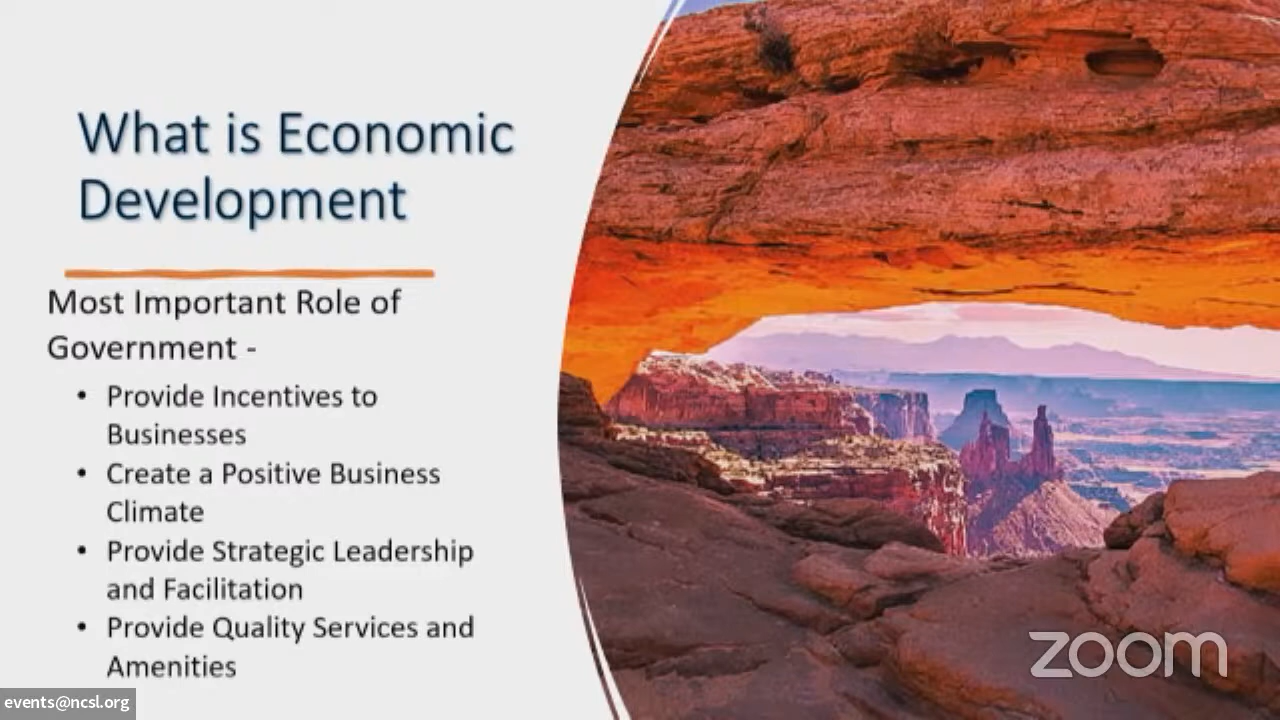 What is Economic
Development
Most Important Role of
Government -
• Provide Incentives to
Businesses
• Create a Positive Business
Climate
• Provide Strategic Leadership
and Facilitation
• Provide Quality Services and
Amenities
zoom
events@ncsl.org